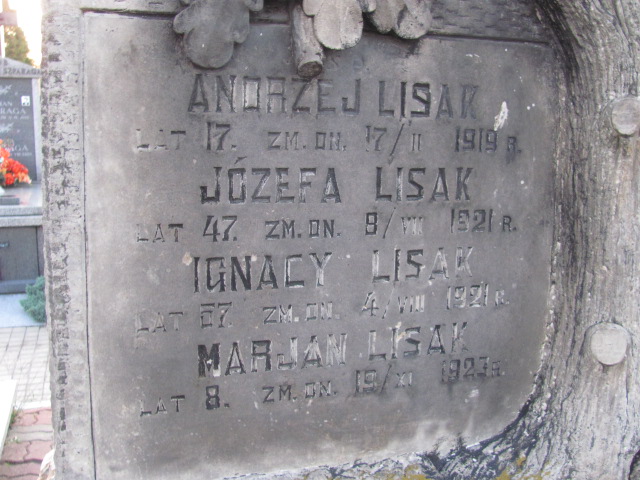 ANDRZEJ LISAK
LAT 17. ZM. DN. 17/II 1919 R.
JÓZEFA LISAK
LAT 47. ZM. DN. 8/VII 1921 R.
IGNACY LISAK
LAT 67. ZM. DN. 4/VIII 1921 R.
MARJAN LISAK
LAT 8. ZM. DN. 19/XI 1923 R.